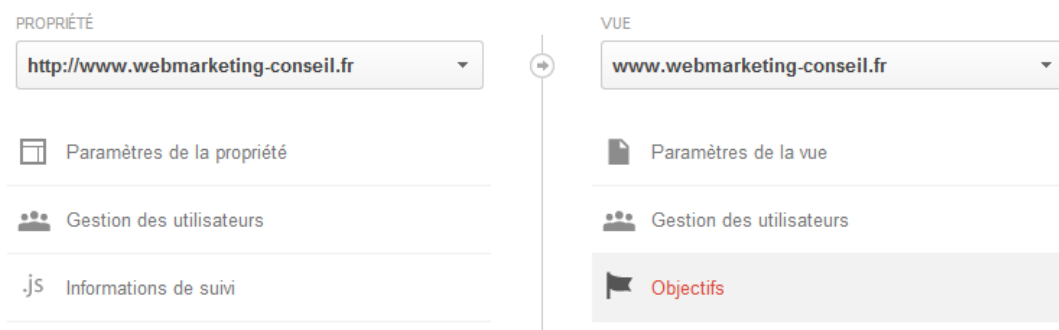 PROPRIÉTÉ
http://www.webmarketing-conseil.fr
Paramètres de la propriété
Gestion des utilisateurs
.js Informations de suivi
VUE
www.webmarketing-conseil.fr
Paramètres de la vue
Gestion des utilisateurs
Objectifs